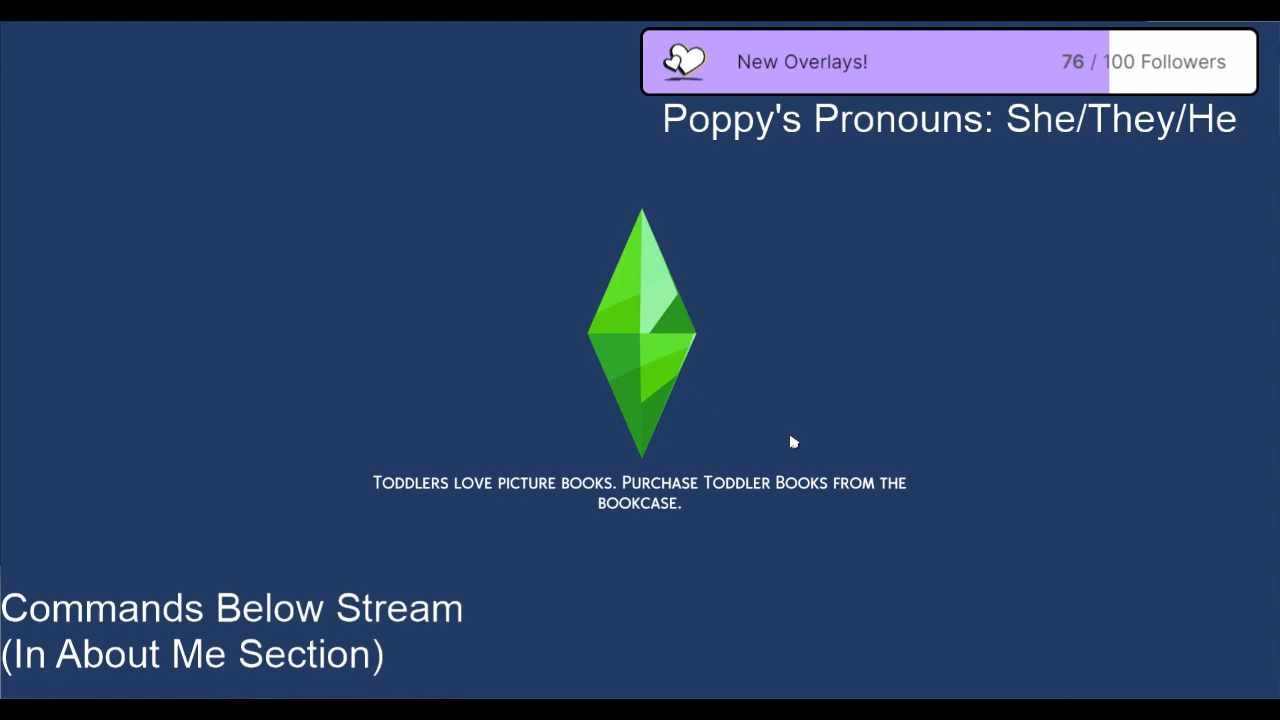 New Overlays!
76 / 100 Followers
Poppy's Pronouns: She/They/He
Toddlers love picture books. Purchase Toddler Books from the
bookcase.
Commands Below Stream
(In About Me Section)